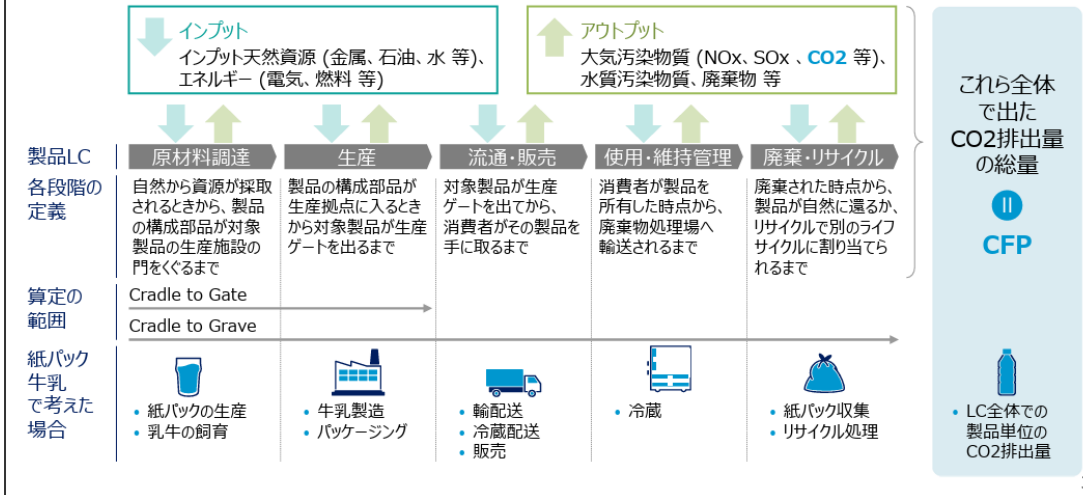 インプット
インプット天然資源 (金属、石油、水 等)、
エネルギー (電気、燃料 等)
アウトプット
大気汚染物質 (NOx、SOx 、CO2 等)、
水質汚染物質、廃棄物 等
製品LC
原材料調達
生産
流通・販売
使用・維持管理
廃棄・リサイクル
各段階の
定義
自然から資源が採取
されるときから、製品
の構成部品が対象
製品の生産施設の
門をくぐるまで
製品の構成部品が
生産拠点に入るとき
から対象製品が生産
ゲートを出るまで
対象製品が生産
ゲートを出てから、
消費者がその製品を
手に取るまで
消費者が製品を
所有した時点から、
廃棄物処理場へ
輸送されるまで
廃棄された時点から、
製品が自然に還るか、
リサイクルで別のライフ
サイクルに割り当てら
れるまで
算定の
範囲
Cradle to Gate
Cradle to Grave
紙パック
牛乳
で考えた
場合
• 紙パックの生産
• 乳牛の飼育
• 牛乳製造
• パッケージング
• 輸配送
• 冷蔵配送
• 販売
• 冷蔵
• 紙パック収集
• リサイクル処理
これら全体
で出た
CO2排出量
の総量
=
CFP
• LC全体での
製品単位の
CO2排出量